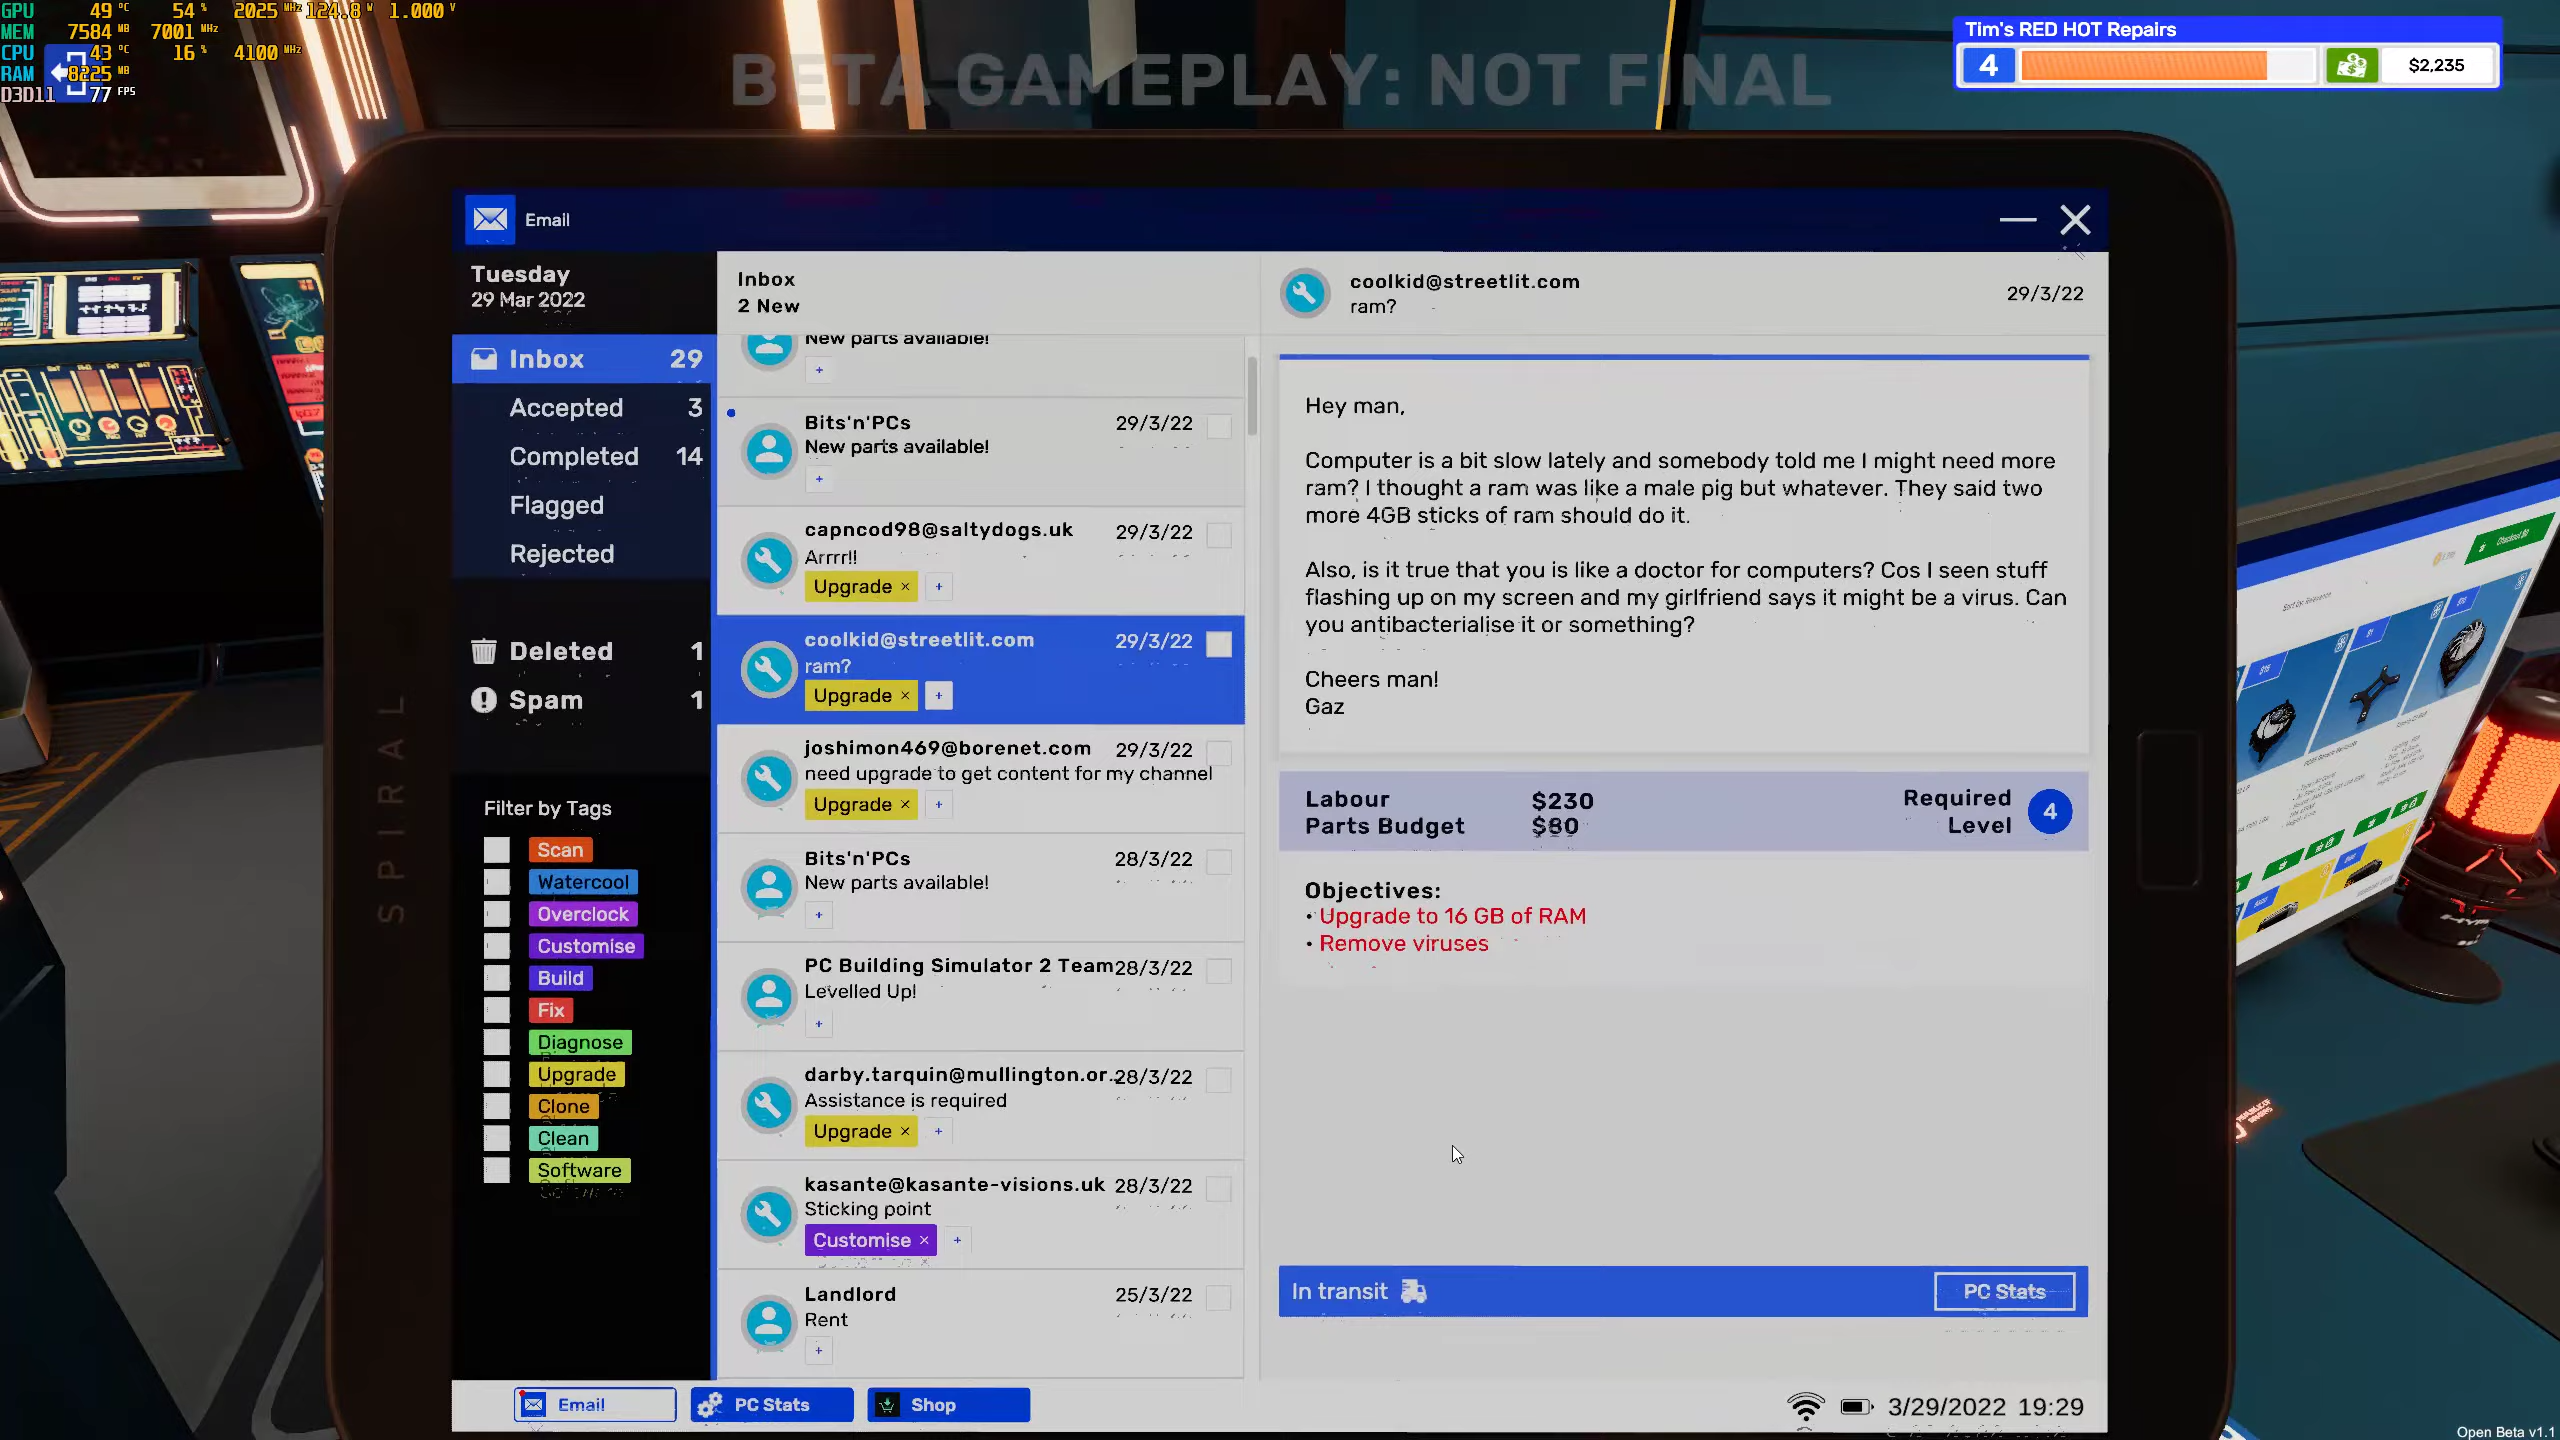 GPU 49 °C 54 % 2025 MHz 124.8 W 1.000 V
MEM 7584 MB 7001 MHz
CPU 43 °C 16 % 4100 MHz
RAM 8225 MB
D3D11 77 FPS
BETA GAMEPLAY: NOT FINAL
Tim's RED HOT Repairs
4
$2,235
Email
Tuesday
29 Mar 2022
Inbox 29
Accepted 3
Completed 14
Flagged
Rejected
Deleted 1
Spam 1
Filter by Tags
Scan
Watercool
Overclock
Customise
Build
Fix
Diagnose
Upgrade
Clone
Clean
Software
Inbox
2 New
New parts available!
+
Bits'n'PCs 29/3/22
New parts available!
+
capncod98@saltydogs.uk 29/3/22
Arrrr!!
Upgrade × +
coolkid@streetlit.com 29/3/22
ram?
Upgrade × +
joshimon469@borenet.com 29/3/22
need upgrade to get content for my channel
Upgrade × +
Bits'n'PCs 28/3/22
New parts available!
+
PC Building Simulator 2 Team 28/3/22
Levelled Up!
+
darby.tarquin@mullington.or.. 28/3/22
Assistance is required
Upgrade × +
kasante@kasante-visions.uk 28/3/22
Sticking point
Customise × +
Landlord 25/3/22
Rent
+
coolkid@streetlit.com
ram?
29/3/22
Hey man,
Computer is a bit slow lately and somebody told me I might need more
ram? I thought a ram was like a male pig but whatever. They said two
more 4GB sticks of ram should do it.
Also, is it true that you is like a doctor for computers? Cos I seen stuff
flashing up on my screen and my girlfriend says it might be a virus. Can
you antibacterialise it or something?
Cheers man!
Gaz
Labour $230
Parts Budget $80
Required
Level 4
Objectives:
• Upgrade to 16 GB of RAM
• Remove viruses
In transit
PC Stats
Email
PC Stats
Shop
3/29/2022 19:29
SPIRAL
Open Beta v1.1